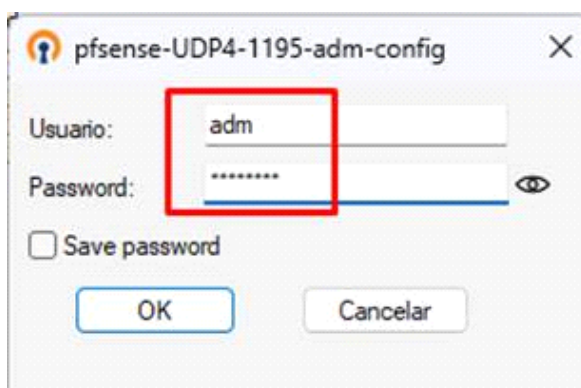 pfsense-UDP4-1195-adm-config
Usuario: adm
Password: ********
Save password
OK Cancelar